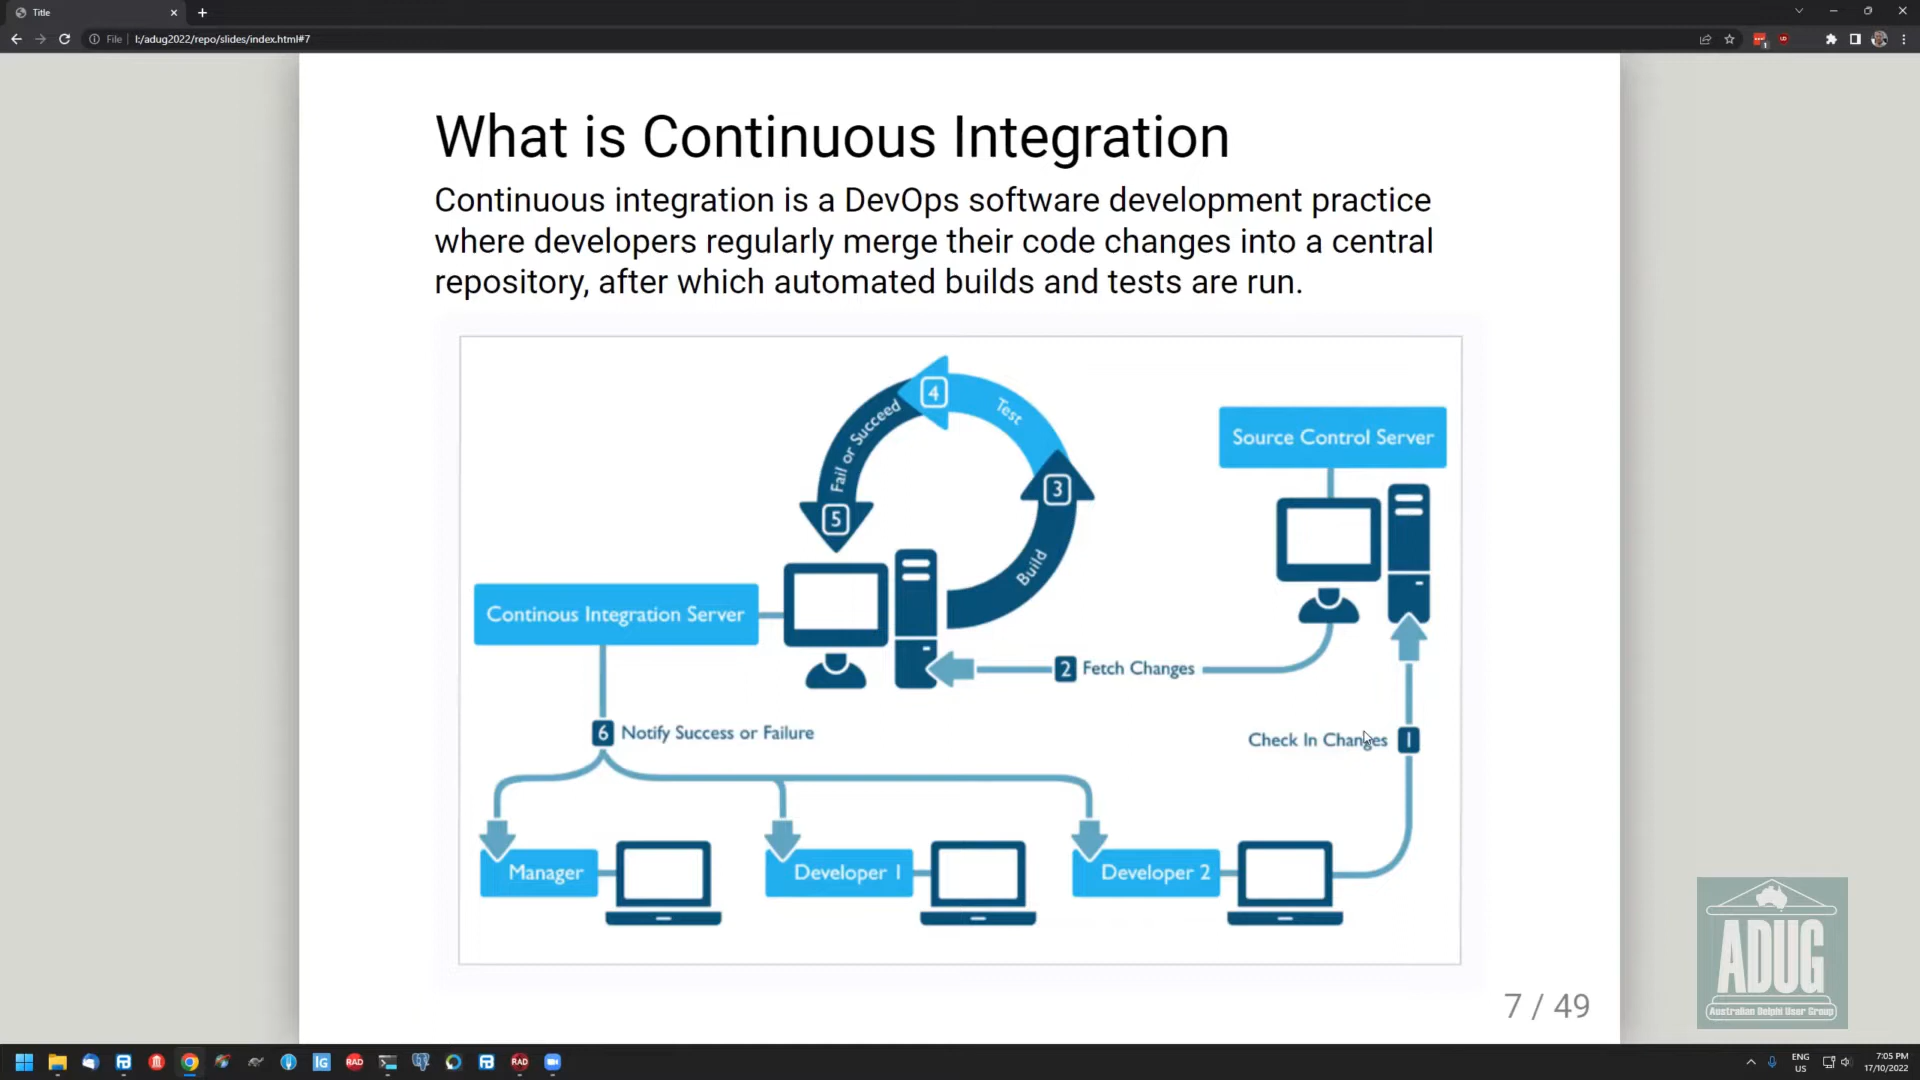 Title
File
I:/adug2022/repo/slides/index.html#7
What is Continuous Integration
Continuous integration is a DevOps software development practice
where developers regularly merge their code changes into a central
repository, after which automated builds and tests are run.
4
Test
Fail or Succeed
3
5
Build
Source Control Server
Continous Integration Server
2 Fetch Changes
6 Notify Success or Failure
Check In Changes 1
Manager
Developer 1
Developer 2
7 / 49
ADUG
Australian Delphi User Group
IG
RAD
RAD
ENG
US
7:05 PM
17/10/2022